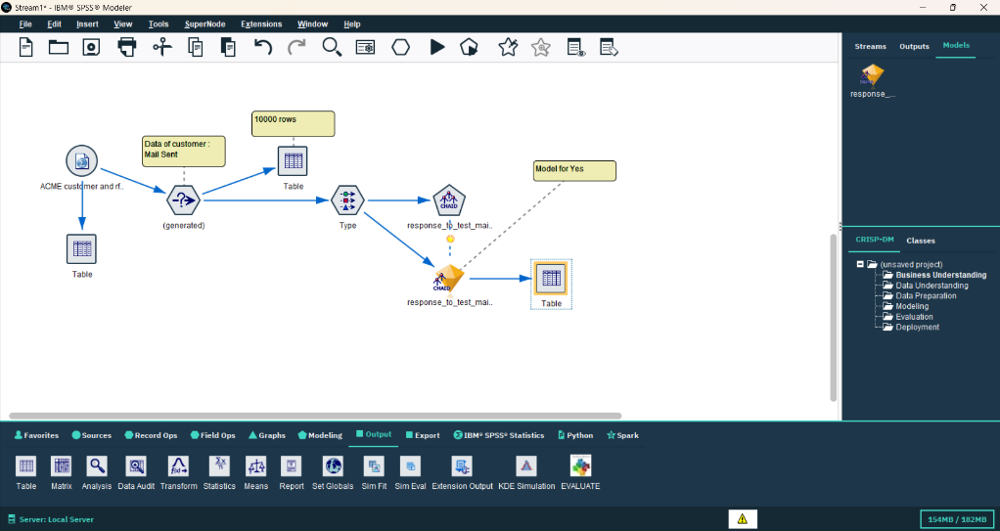 Stream1* - IBM® SPSS® Modeler
File Edit Insert View Tools SuperNode Extensions Window Help
Streams Outputs Models
response_...
10000 rows
Data of customer :
Mail Sent
Model for Yes
ACME customer and rf..
Table
(generated)
Table
Type
CHAID
response_to_test_mai..
CHAID
response_to_test_mai..
Table
CRISP-DM Classes
(unsaved project)
Business Understanding
Data Understanding
Data Preparation
Modeling
Evaluation
Deployment
Favorites Sources Record Ops Field Ops Graphs Modeling Output Export IBM® SPSS® Statistics Python Spark
Table Matrix Analysis Data Audit Transform Statistics Means Report Set Globals Sim Fit Sim Eval Extension Output KDE Simulation EVALUATE
Server: Local Server
154MB / 182MB